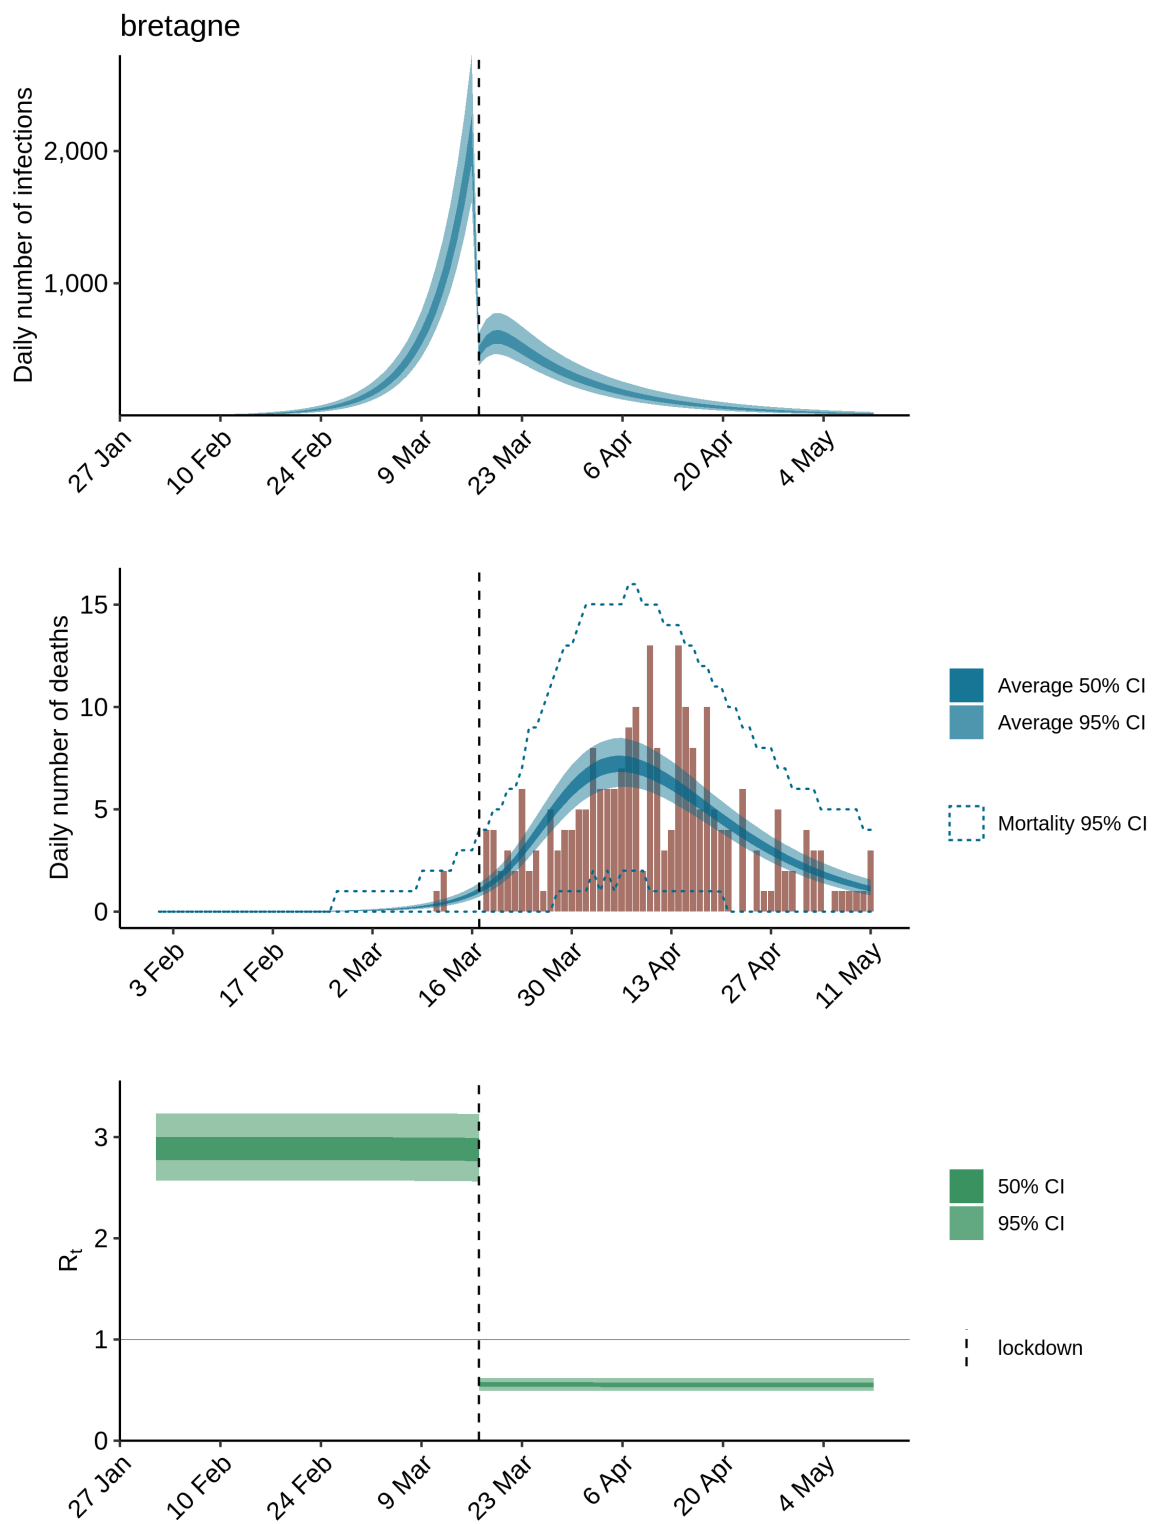 bretagne
Daily number of infections
2,000
1,000
27 Jan
10 Feb
24 Feb
9 Mar
23 Mar
6 Apr
20 Apr
4 May
Daily number of deaths
15
10
5
0
3 Feb
17 Feb
2 Mar
16 Mar
30 Mar
13 Apr
27 Apr
11 May
Average 50% CI
Average 95% CI
Mortality 95% CI
Rₜ
3
2
1
0
27 Jan
10 Feb
24 Feb
9 Mar
23 Mar
6 Apr
20 Apr
4 May
50% CI
95% CI
lockdown